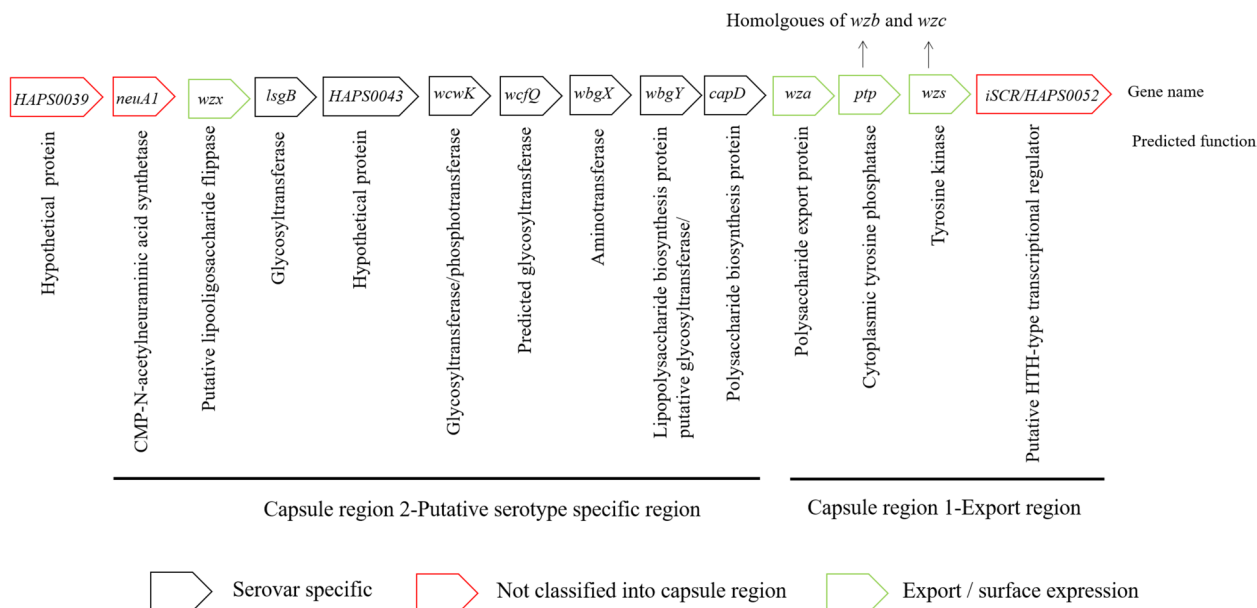 Homolgoues of wzb and wzc
HAPS0039 neuA1 wzx lsgB HAPS0043 wcwK wcfQ wbgX wbgY capD wza ptp wzs iSCR/HAPS0052 Gene name
Predicted function
Hypothetical protein
CMP-N-acetylneuraminic acid synthetase
Putative lipooligosaccharide flippase
Glycosyltransferase
Hypothetical protein
Glycosyltransferase/phosphotransferase
Predicted glycosyltransferase
Aminotransferase
Lipopolysaccharide biosynthesis protein
putative glycosyltransferase/
Polysaccharide biosynthesis protein
Polysaccharide export protein
Cytoplasmic tyrosine phosphatase
Tyrosine kinase
Putative HTH-type transcriptional regulator
Capsule region 2-Putative serotype specific region
Capsule region 1-Export region
Serovar specific
Not classified into capsule region
Export / surface expression